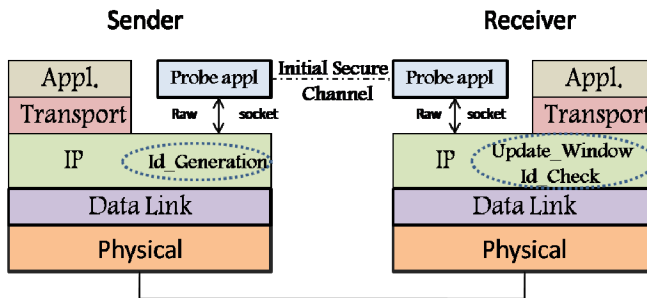 Sender
Receiver
Appl.
Probe appl
Initial Secure
Channel
Probe appl
Appl.
Transport
Raw
socket
Raw
socket
Transport
IP
Id_Generation
IP
Update_Window
Id_Check
Data Link
Data Link
Physical
Physical